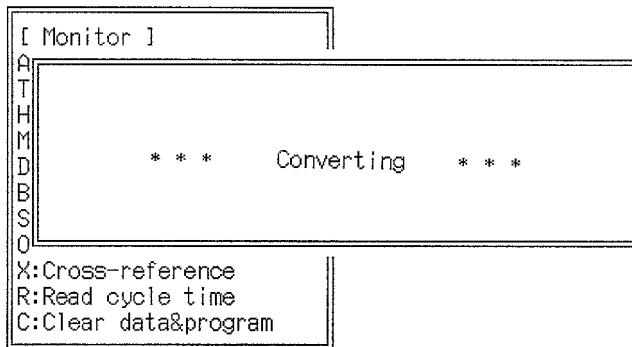 [ Monitor ]
A
T
H
M
D
* * * Converting * * *
B
S
O
X:Cross-reference
R:Read cycle time
C:Clear data&program